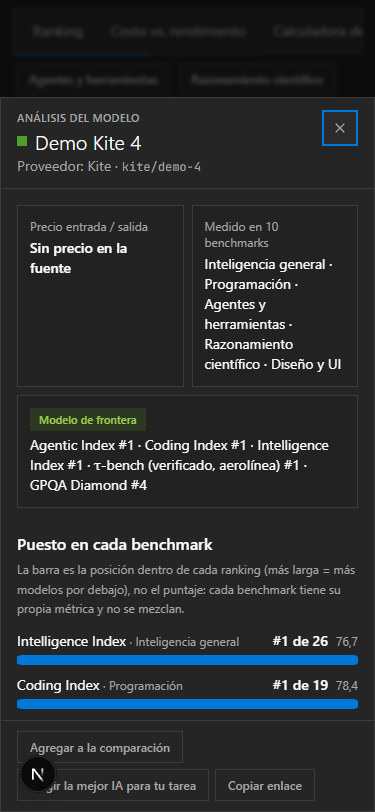 Ranking Costo vs. rendimiento Calculadora de
Agentes y herramientas Razonamiento científico
ANÁLISIS DEL MODELO
Demo Kite 4
Proveedor: Kite · kite/demo-4
Precio entrada / salida
Sin precio en la
fuente
Medido en 10
benchmarks
Inteligencia general ·
Programación ·
Agentes y
herramientas ·
Razonamiento
científico · Diseño y UI
Modelo de frontera
Agentic Index #1 · Coding Index #1 · Intelligence
Index #1 · τ-bench (verificado, aerolínea) #1 ·
GPQA Diamond #4
Puesto en cada benchmark
La barra es la posición dentro de cada ranking (más larga = más
modelos por debajo), no el puntaje: cada benchmark tiene su
propia métrica y no se mezclan.
Intelligence Index · Inteligencia general #1 de 26 76,7
Coding Index · Programación #1 de 19 78,4
Agregar a la comparación
N
gir la mejor IA para tu tarea Copiar enlace